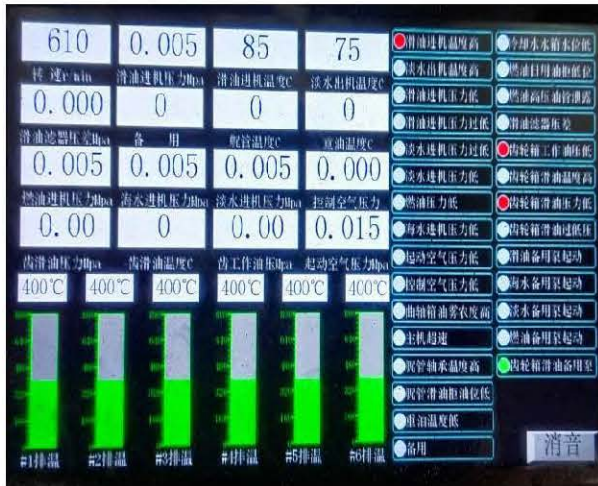 610 0.005 85 75
转 速r/min 滑油进机压力Mpa 滑油进机温度C 淡水出机温度C
0.000 0 0 0
滑油滤器压差Mpa 备 用 艉管温度C 重油温度C
0.005 0.005 0.005 0.000
燃油进机压力Mpa 海水进机压力Mpa 淡水进机压力Mpa 控制空气压力
0.00 0 0.00 0.015
齿滑油压力Mpa 齿滑油温度C 齿工作油压Mpa 起动空气压力Mpa
400℃ 400℃ 400℃ 400℃ 400℃ 400℃
#1排温 #2排温 #3排温 #4排温 #5排温 #6排温
滑油进机温度高
淡水出机温度高
滑油进机压力低
滑油进机压力过低
淡水进机压力过低
淡水进机压力低
燃油压力低
海水进机压力低
起动空气压力低
控制空气压力低
曲轴箱油雾浓度高
主机超速
艉管轴承温度高
艉管滑油柜油位低
重油温度低
备用
冷却水水箱水位低
燃油日用油柜低位
燃油高压油管泄露
滑油滤器压差
齿轮箱工作油压低
齿轮箱滑油温度高
齿轮箱滑油压力低
齿轮箱滑油过低压
滑油备用泵起动
海水备用泵起动
淡水备用泵起动
燃油备用泵起动
齿轮箱滑油备用泵
消音